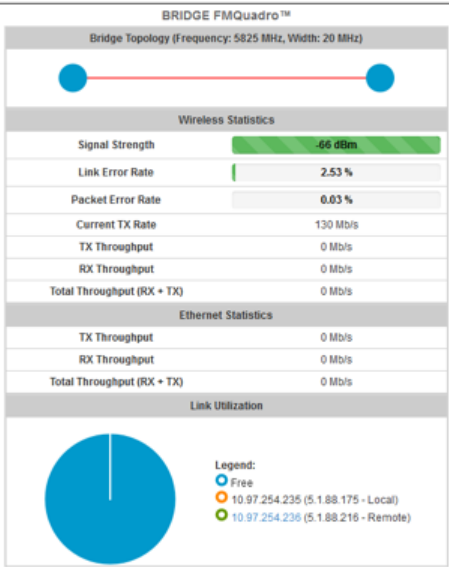 BRIDGE FMQuadro™
Bridge Topology (Frequency: 5825 MHz, Width: 20 MHz)
Wireless Statistics
Signal Strength -66 dBm
Link Error Rate 2.53 %
Packet Error Rate 0.03 %
Current TX Rate 130 Mb/s
TX Throughput 0 Mb/s
RX Throughput 0 Mb/s
Total Throughput (RX + TX) 0 Mb/s
Ethernet Statistics
TX Throughput 0 Mb/s
RX Throughput 0 Mb/s
Total Throughput (RX + TX) 0 Mb/s
Link Utilization
Legend:
Free
10.97.254.235 (5.1.88.175 - Local)
10.97.254.236 (5.1.88.216 - Remote)